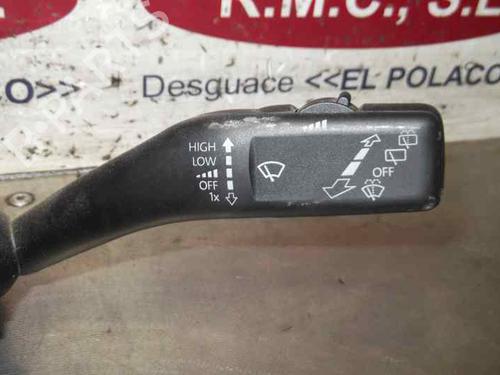 R.M.C., S.L
O>>
Desguace <<EL POLACO
HIGH
LOW
OFF
1x
OFF